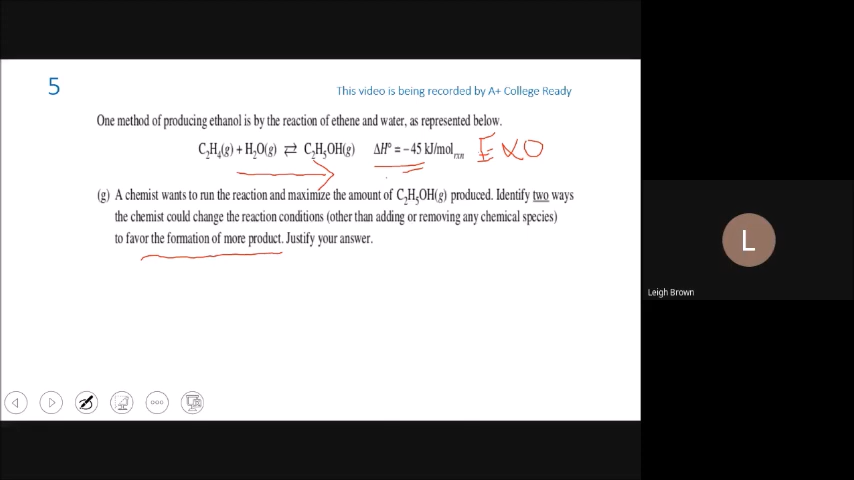 5
This video is being recorded by A+ College Ready
One method of producing ethanol is by the reaction of ethene and water, as represented below.
C₂H₄(g) + H₂O(g) ⇄ C₂H₅OH(g) ΔH° = −45 kJ/molᵣₓₙ EXO
(g) A chemist wants to run the reaction and maximize the amount of C₂H₅OH(g) produced. Identify two ways
the chemist could change the reaction conditions (other than adding or removing any chemical species)
to favor the formation of more product. Justify your answer.
L
Leigh Brown